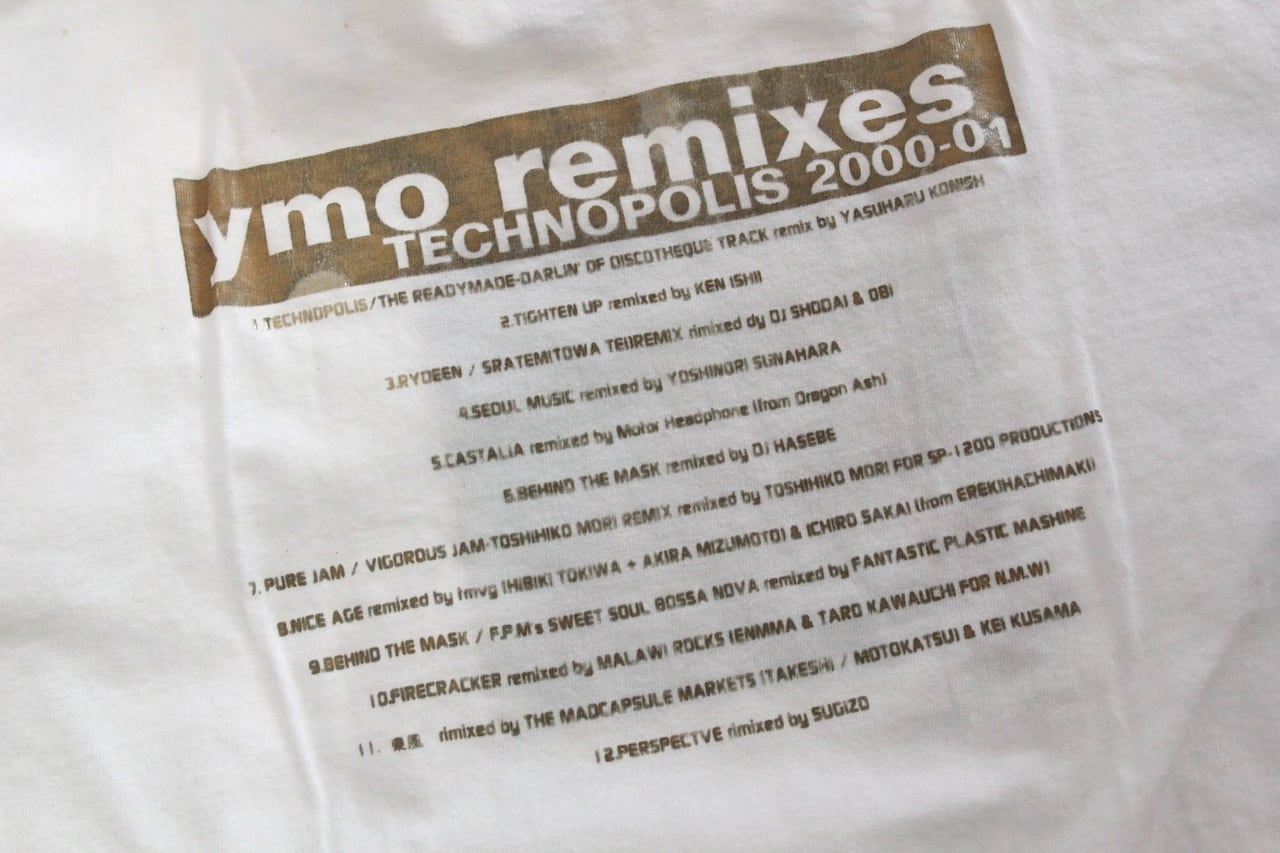 ymo remixes
TECHNOPOLIS 2000-01
1.TECHNOPOLIS/THE READYMADE-DARLIN' OF DISCOTHEQUE TRACK remix by YASUHARU KONISH
2.TIGHTEN UP remixed by KEN ISHII
3.RYDEEN / SRATEMITOWA TEIJREMIX rimixed dy DJ SHODAI & OBI
4.SEOUL MUSIC remixed by YOSHINORI SUNAHARA
5.CASTALIA remixed by Motor Headphone (from Dragon Ash)
6.BEHIND THE MASK remixed by DJ HASEBE
7.PURE JAM / VIGOROUS JAM-TOSHIHIKO MORI REMIX remixed by TOSHIHIKO MORI FOR SP-1200 PRODUCTIONS
8.NICE AGE remixed by tmvg (HIBIKI TOKIWA + AKIRA MIZUMOTO) & ICHIRO SAKAI (from EREKIHACHIMAKI)
9.BEHIND THE MASK / F.P.M's SWEET SOUL BOSSA NOVA remixed by FANTASTIC PLASTIC MASHINE
10.FIRECRACKER remixed by MALAWI ROCKS (ENMMA & TARO KAWAUCHI FOR N.M.W)
11. 東風 rimixed by THE MADCAPSULE MARKETS (TAKESHI / MOTOKATSU) & KEI KUSAMA
12.PERSPECTVE rimixed by SUGIZO